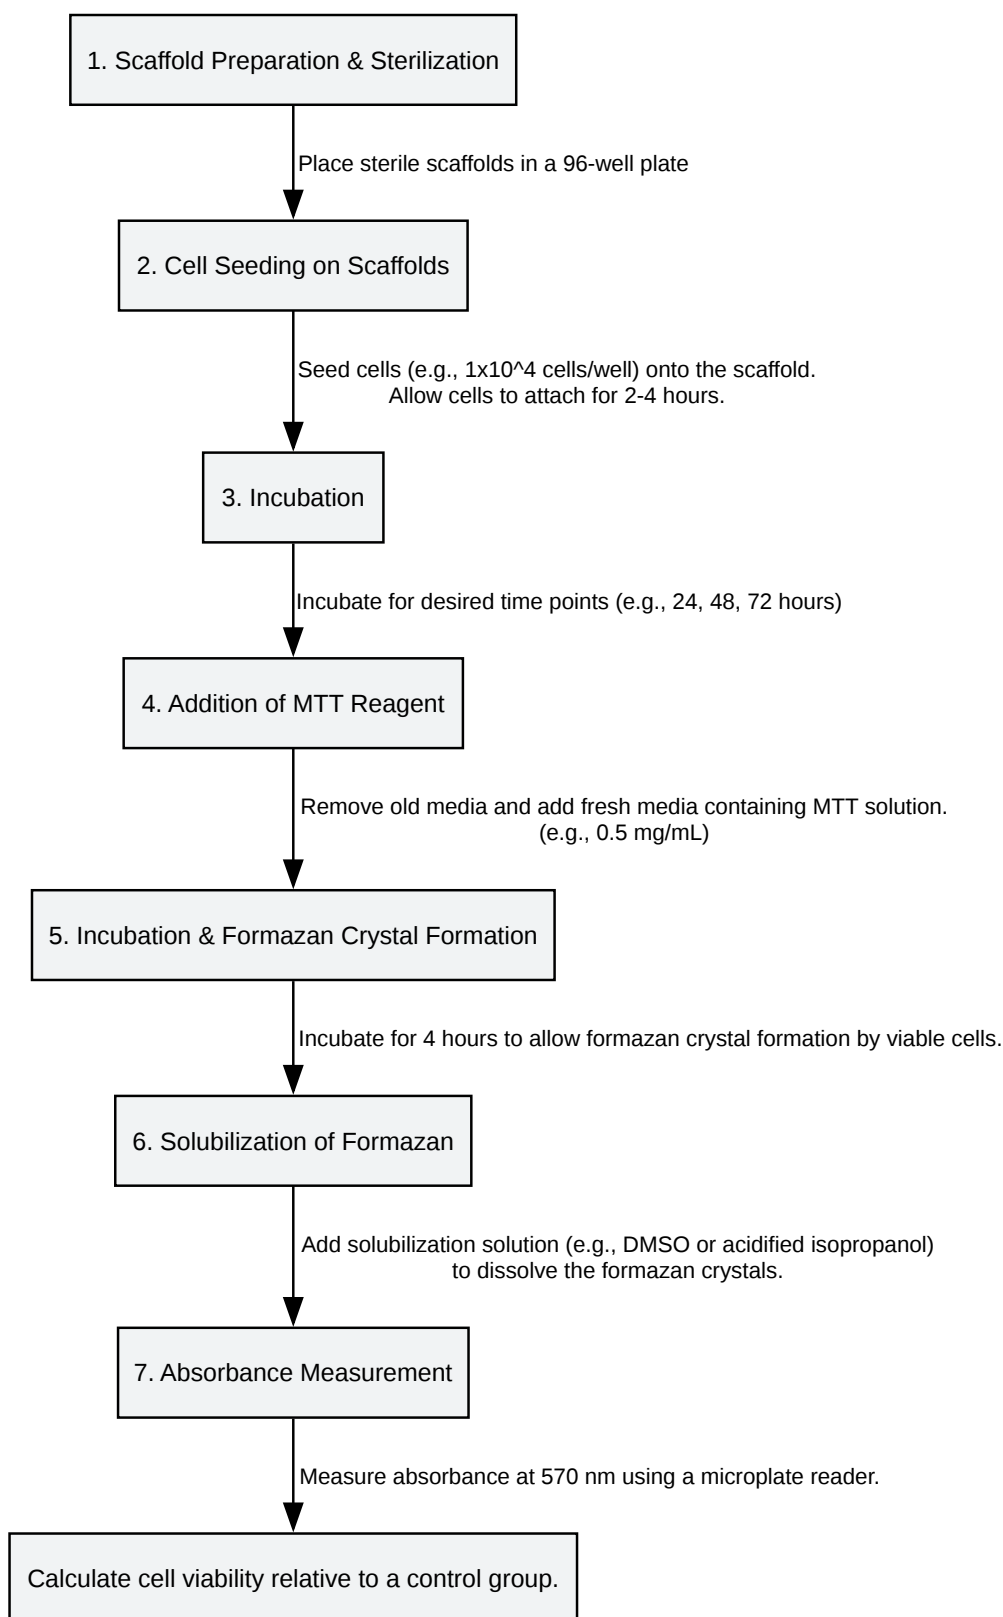 1. Scaffold Preparation & Sterilization
Place sterile scaffolds in a 96-well plate
2. Cell Seeding on Scaffolds
Seed cells (e.g., 1x10^4 cells/well) onto the scaffold.
Allow cells to attach for 2-4 hours.
3. Incubation
Incubate for desired time points (e.g., 24, 48, 72 hours)
4. Addition of MTT Reagent
Remove old media and add fresh media containing MTT solution.
(e.g., 0.5 mg/mL)
5. Incubation & Formazan Crystal Formation
Incubate for 4 hours to allow formazan crystal formation by viable cells.
6. Solubilization of Formazan
Add solubilization solution (e.g., DMSO or acidified isopropanol)
to dissolve the formazan crystals.
7. Absorbance Measurement
Measure absorbance at 570 nm using a microplate reader.
Calculate cell viability relative to a control group.